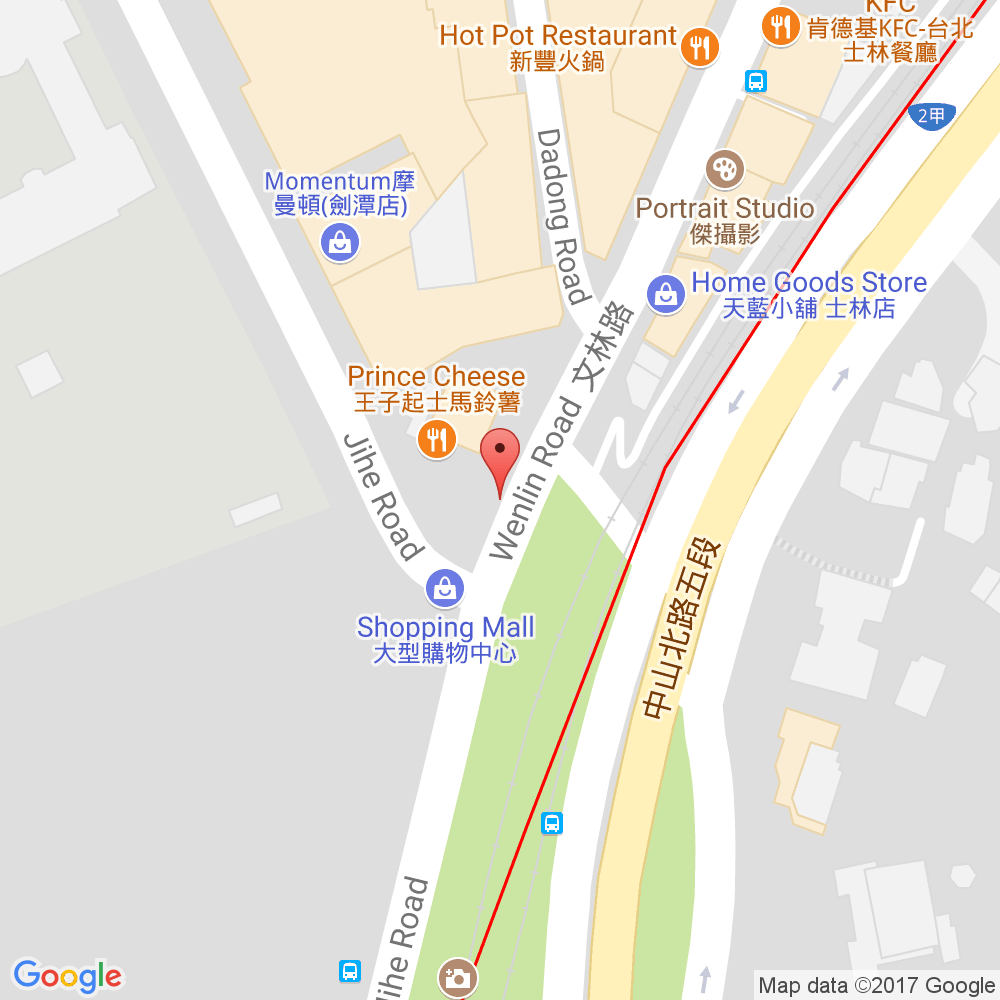 KFC
肯德基KFC-台北
士林餐廳
Hot Pot Restaurant
新豐火鍋
2甲
Dadong Road
Momentum摩
曼頓(劍潭店)
Portrait Studio
傑攝影
Home Goods Store
天藍小舖 士林店
Wenlin Road 文林路
Prince Cheese
王子起士馬鈴薯
Jihe Road
中山北路五段
Shopping Mall
大型購物中心
Jihe Road
Google
Map data ©2017 Google